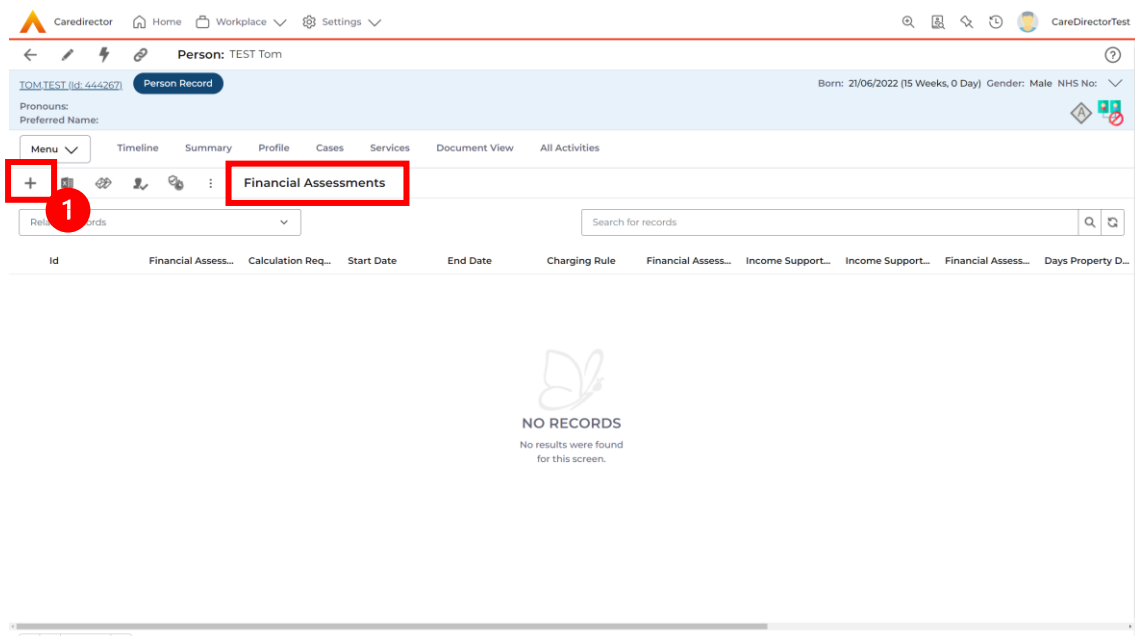 Caredirector Home Workplace Settings CareDirectorTest
Person: TEST Tom
TOM,TEST (Id: 444267) Person Record Born: 21/06/2022 (15 Weeks, 0 Day) Gender: Male NHS No:
Pronouns:
Preferred Name:
Menu Timeline Summary Profile Cases Services Document View All Activities
Financial Assessments
1
Search for records
Id Financial Assess... Calculation Req... Start Date End Date Charging Rule Financial Assess... Income Support... Income Support... Financial Assess... Days Property D...
NO RECORDS
No results were found
for this screen.